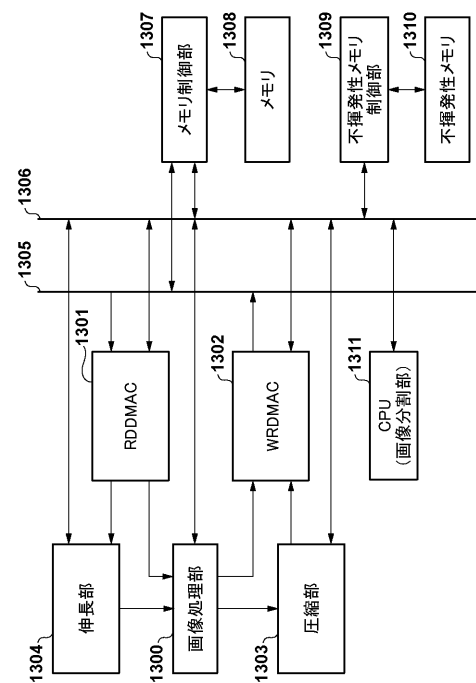 1304
伸長部
1300
画像処理部
1303
圧縮部
1301
RDDMAC
1302
WRDMAC
1311
CPU
(画像分割部)
1305
1306
1307
メモリ制御部
1308
メモリ
1309
不揮発性メモリ
制御部
1310
不揮発性メモリ